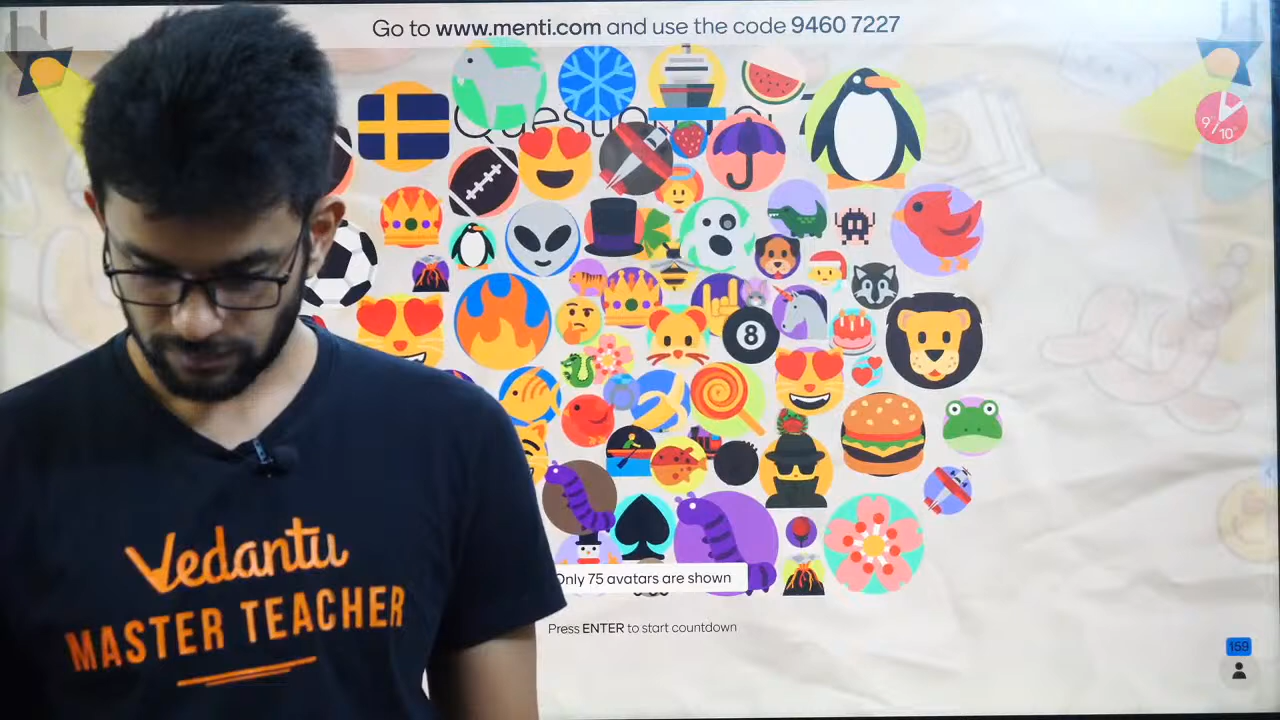 Go to www.menti.com and use the code 9460 7227
9/10
8
Vedantu
MASTER TEACHER
Only 75 avatars are shown
Press ENTER to start countdown
159